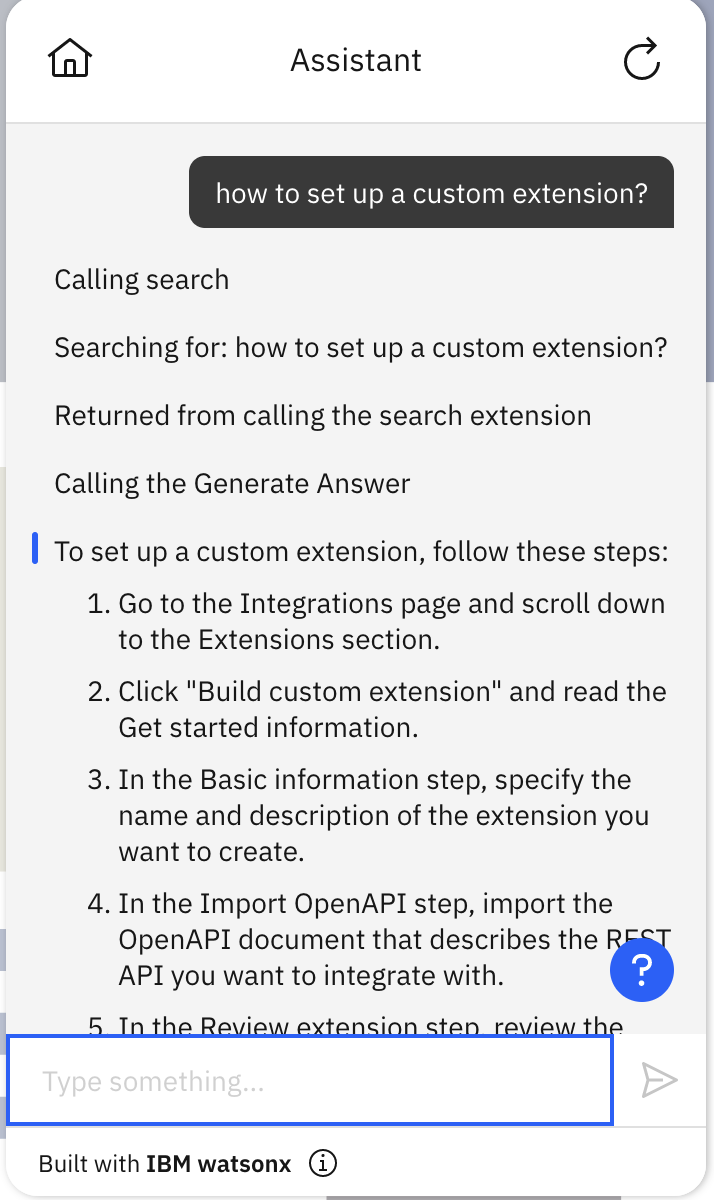 Assistant
how to set up a custom extension?
Calling search
Searching for: how to set up a custom extension?
Returned from calling the search extension
Calling the Generate Answer
To set up a custom extension, follow these steps:
1. Go to the Integrations page and scroll down
to the Extensions section.
2. Click "Build custom extension" and read the
Get started information.
3. In the Basic information step, specify the
name and description of the extension you
want to create.
4. In the Import OpenAPI step, import the
OpenAPI document that describes the REST
API you want to integrate with.
?
5. In the Review extension step, review the
Type something...
Built with IBM watsonx